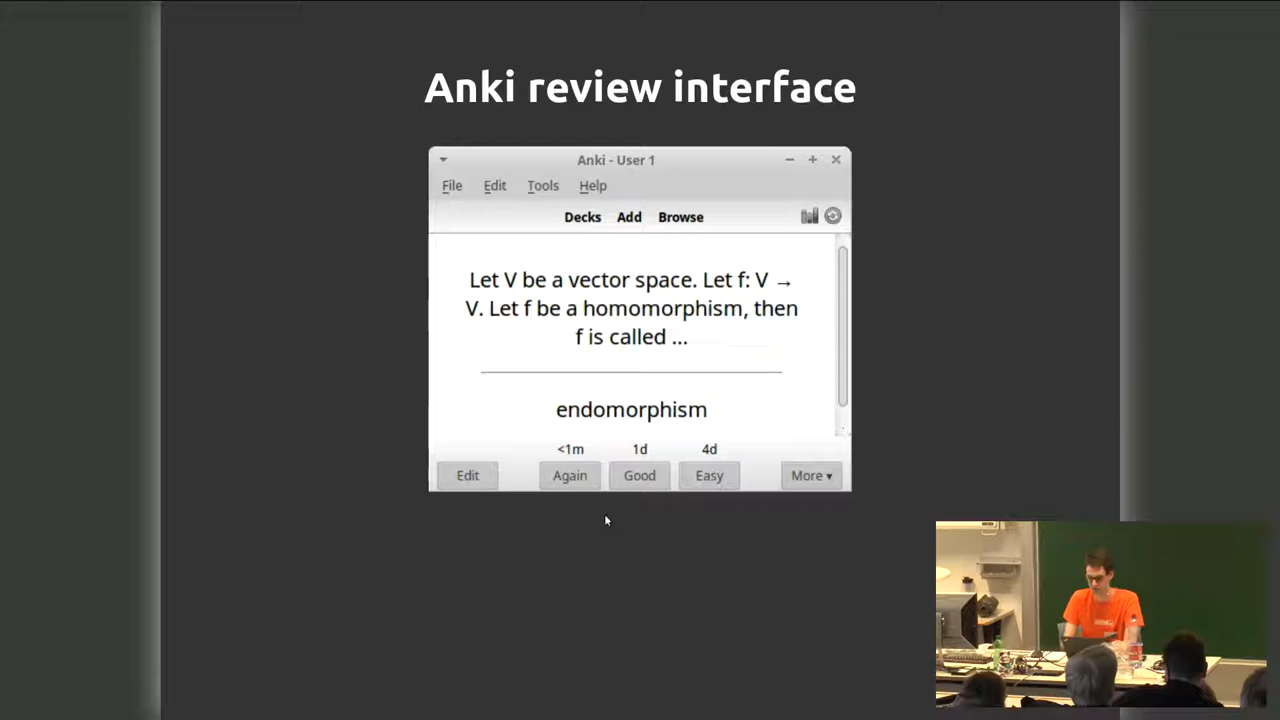 Anki review interface
Anki - User 1
File Edit Tools Help
Decks Add Browse
Let V be a vector space. Let f: V →
V. Let f be a homomorphism, then
f is called ...
endomorphism
<1m 1d 4d
Edit Again Good Easy More ▾